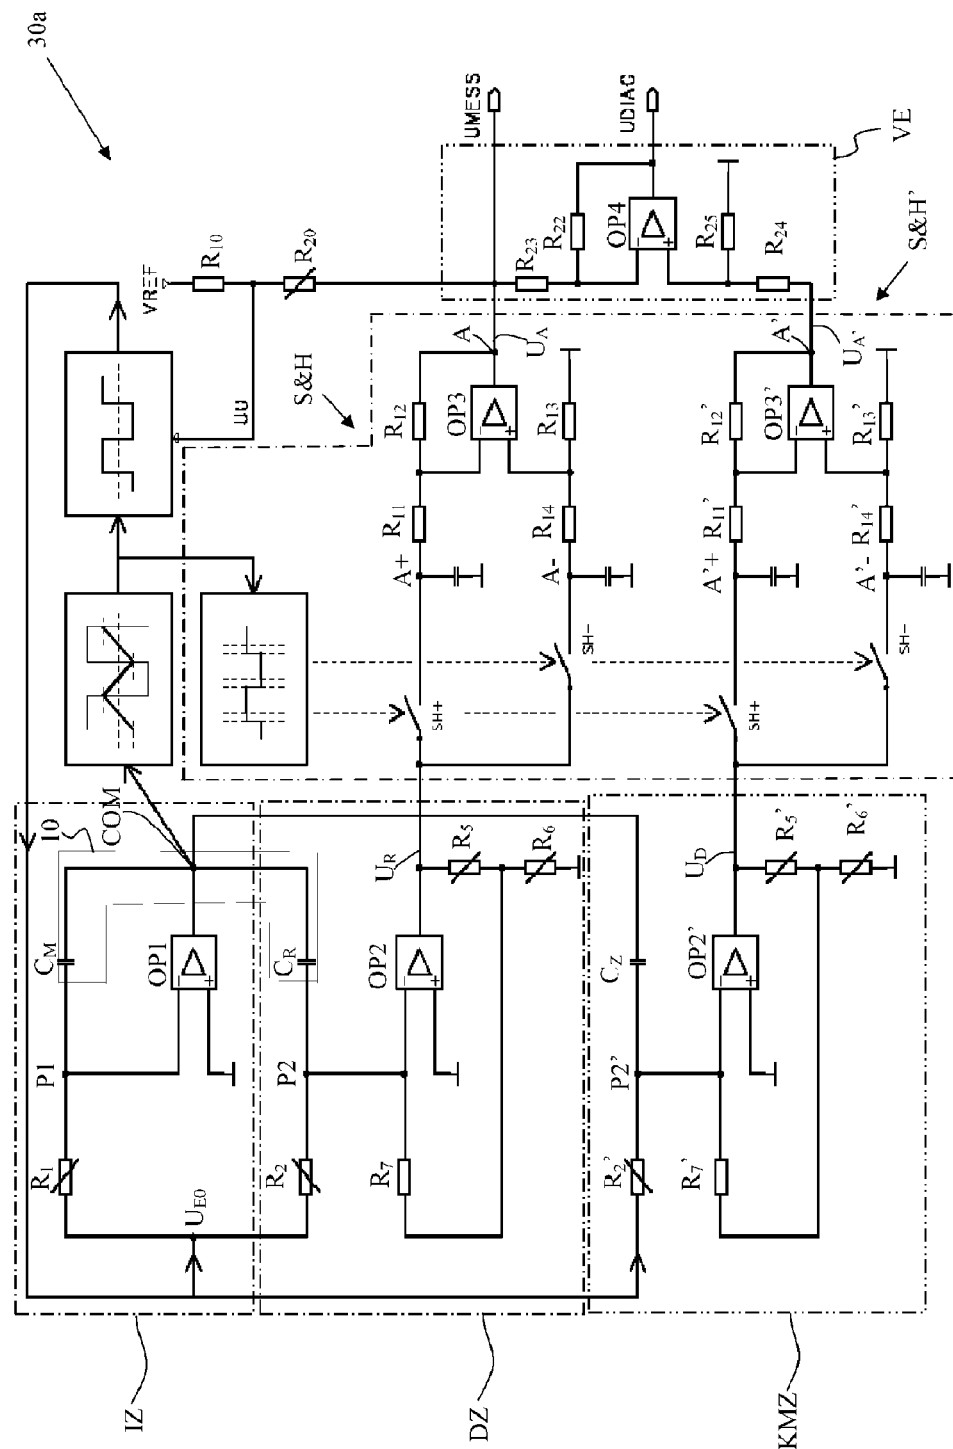 30a
VREF
R10
R20
UU
UMESS
UDIAG
VE
R22
R23
OP4
R25
R24
S&H
S&H'
A
UA
A'
UA'
R12
OP3
R13
R11
R14
A+
A-
R12'
OP3'
R13'
R11'
R14'
A'+
A'-
SH+
SH-
SH+
SH-
10
COM
CM
OP1
P1
R1
UE0
CR
P2
R2
OP2
UR
R5
R6
R7
CZ
P2'
R2'
OP2'
UD
R5'
R6'
R7'
IZ
DZ
KMZ